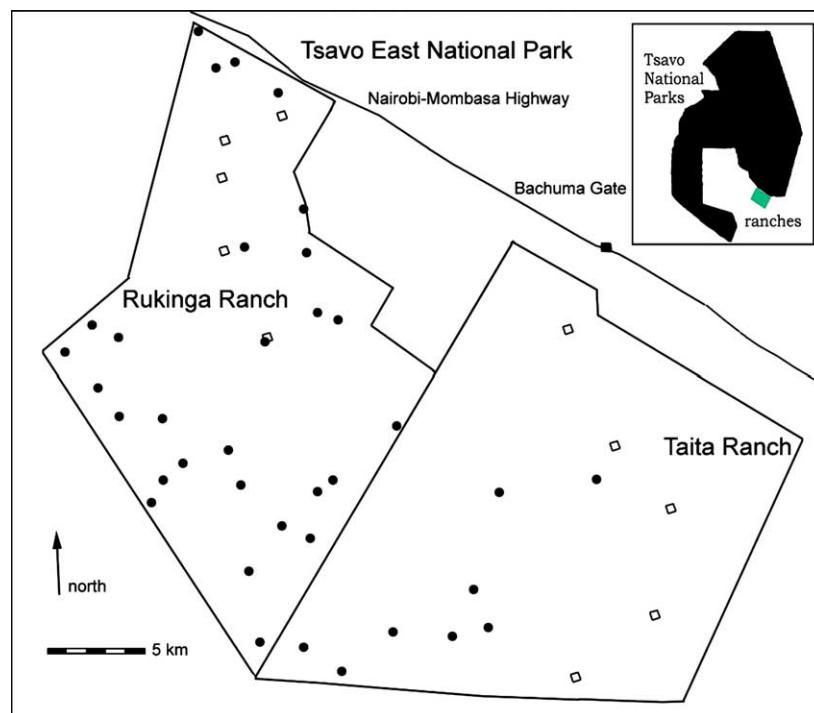 Tsavo East National Park
Nairobi-Mombasa Highway
Bachuma Gate
Tsavo
National
Parks
ranches
Rukinga Ranch
Taita Ranch
north
5 km